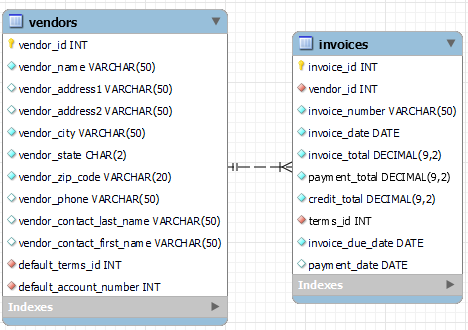 vendors
vendor_id INT
vendor_name VARCHAR(50)
vendor_address1 VARCHAR(50)
vendor_address2 VARCHAR(50)
vendor_city VARCHAR(50)
vendor_state CHAR(2)
vendor_zip_code VARCHAR(20)
vendor_phone VARCHAR(50)
vendor_contact_last_name VARCHAR(50)
vendor_contact_first_name VARCHAR(50)
default_terms_id INT
default_account_number INT
Indexes
invoices
invoice_id INT
vendor_id INT
invoice_number VARCHAR(50)
invoice_date DATE
invoice_total DECIMAL(9,2)
payment_total DECIMAL(9,2)
credit_total DECIMAL(9,2)
terms_id INT
invoice_due_date DATE
payment_date DATE
Indexes